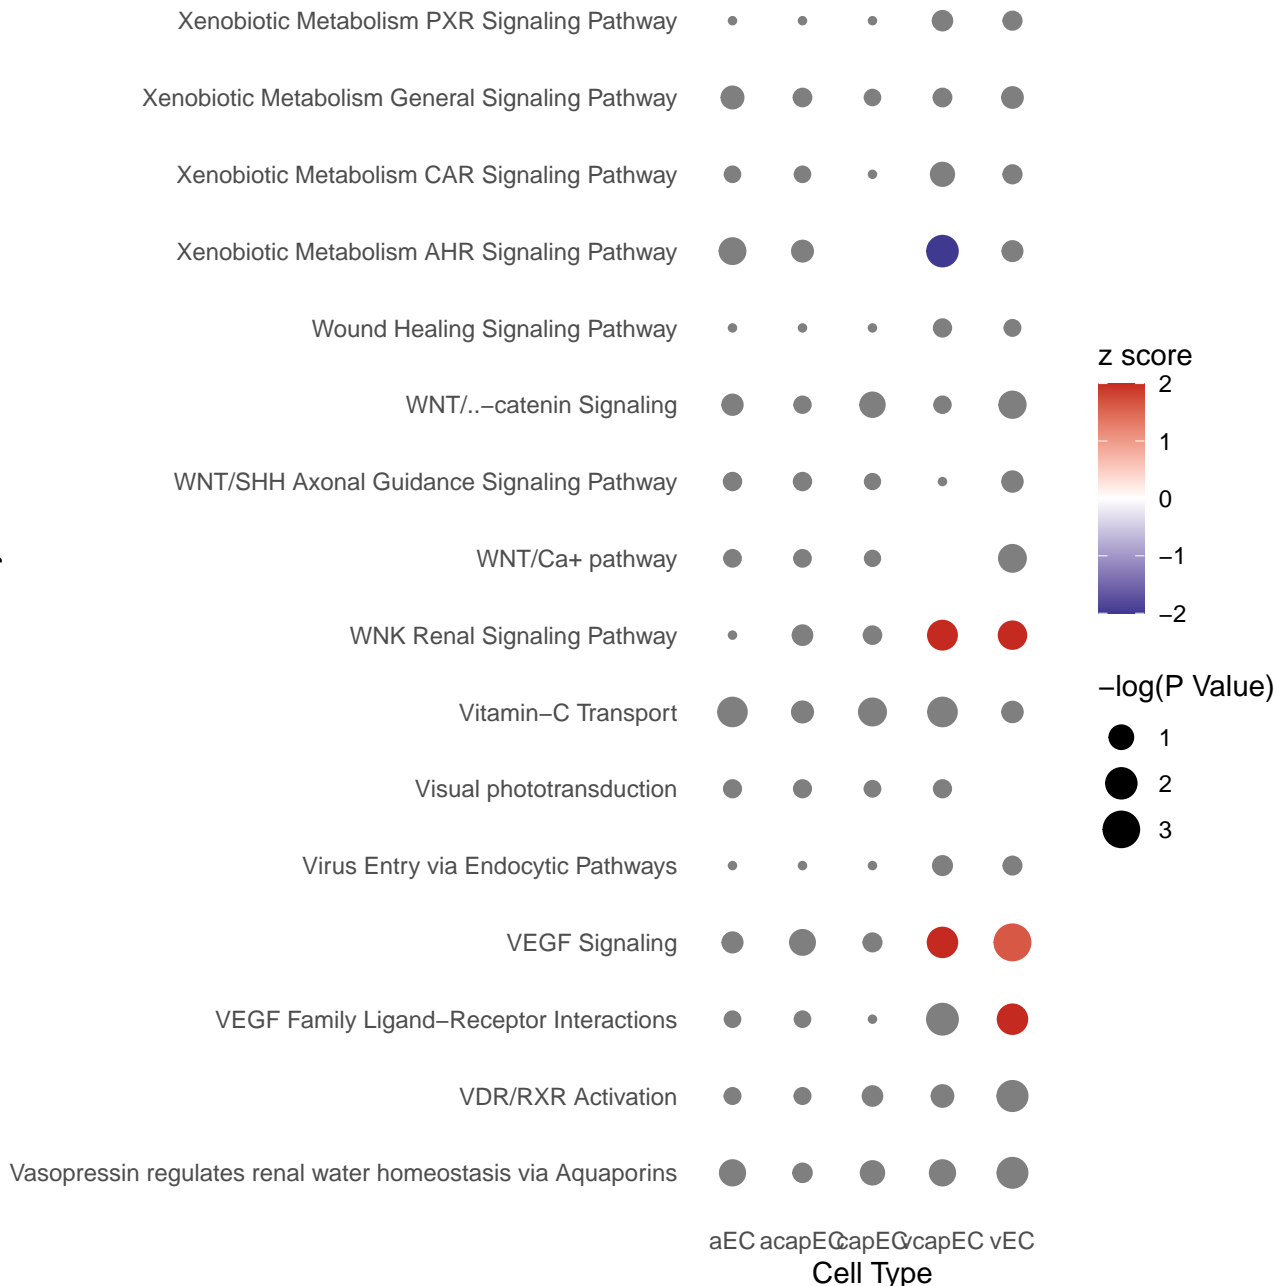 Xenobiotic Metabolism PXR Signaling Pathway
Xenobiotic Metabolism General Signaling Pathway
Xenobiotic Metabolism CAR Signaling Pathway
Xenobiotic Metabolism AHR Signaling Pathway
Wound Healing Signaling Pathway
WNT/..−catenin Signaling
WNT/SHH Axonal Guidance Signaling Pathway
WNT/Ca+ pathway
WNK Renal Signaling Pathway
Vitamin−C Transport
Visual phototransduction
Virus Entry via Endocytic Pathways
VEGF Signaling
VEGF Family Ligand−Receptor Interactions
VDR/RXR Activation
Vasopressin regulates renal water homeostasis via Aquaporins
aEC acapEC capEC vcapEC vEC
Cell Type
z score
2
1
0
−1
−2
−log(P Value)
1
2
3